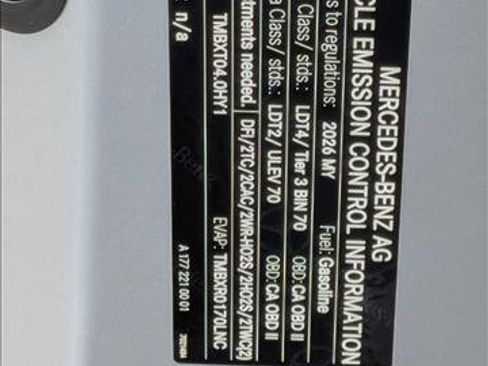 MERCEDES-BENZ AG
CLE EMISSION CONTROL INFORMATION
s to regulations: 2026 MY Fuel: Gasoline
Class/ stds.: LDT4/ Tier 3 BIN 70 OBD: CA OBD II
a Class/ stds.: LDT2/ ULEV 70 OBD: CA OBD II
tments needed. DFI/2TC/2CAC/2WR-HO2S/2HO2S/2TWC(2)
TMBXT04.0HY1 EVAP: TMBXR0170LNC
n/a
A 177 221 00 01
Benz